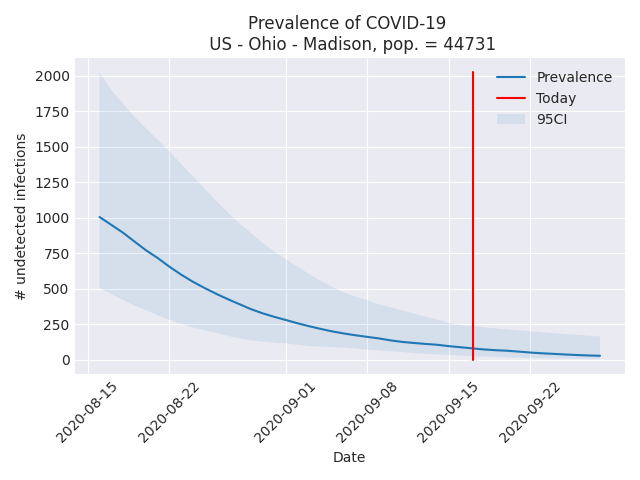 Prevalence of COVID-19
US - Ohio - Madison, pop. = 44731
Prevalence
Today
95CI
# undetected infections
2000
1750
1500
1250
1000
750
500
250
0
2020-08-15
2020-08-22
2020-09-01
2020-09-08
2020-09-15
2020-09-22
Date